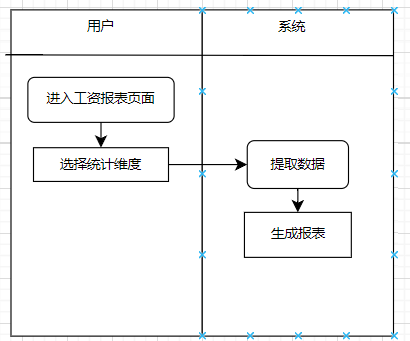 用户
系统
进入工资报表页面
选择统计维度
提取数据
生成报表